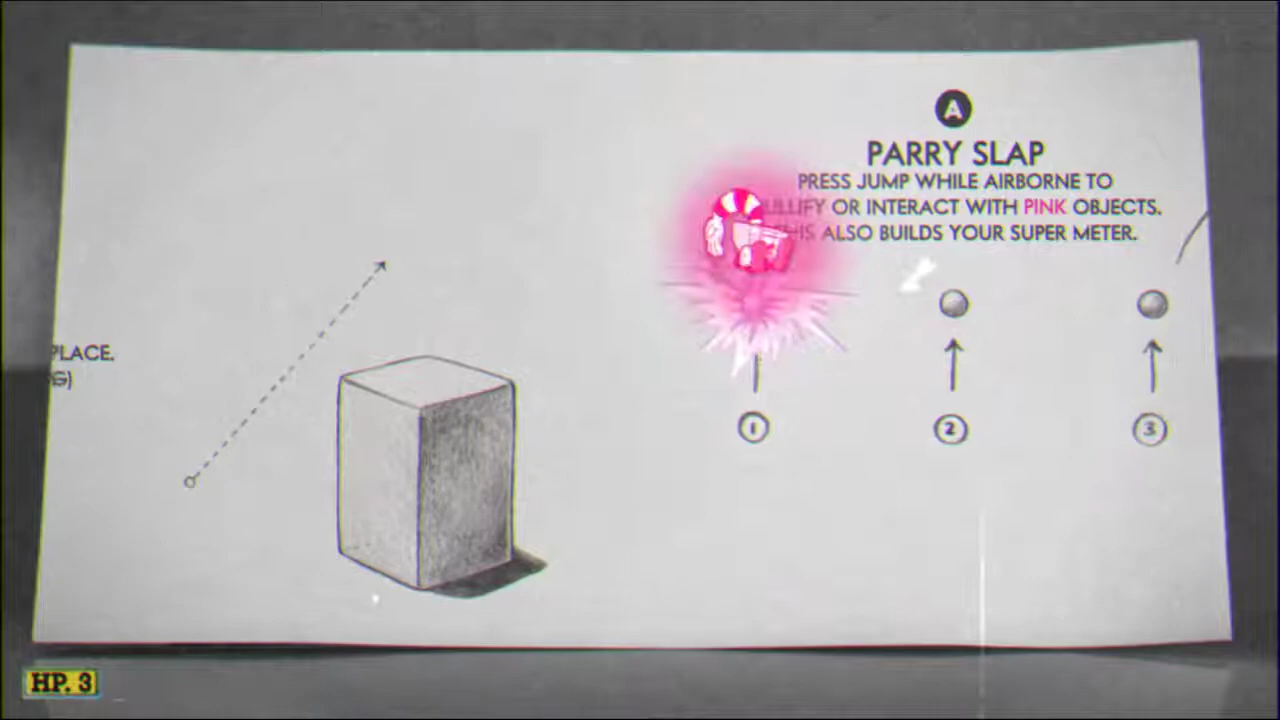 A
PARRY SLAP
PRESS JUMP WHILE AIRBORNE TO
OR INTERACT WITH PINK OBJECTS.
ALSO BUILDS YOUR SUPER METER.
PLACE.
1
2
3
HP. 3